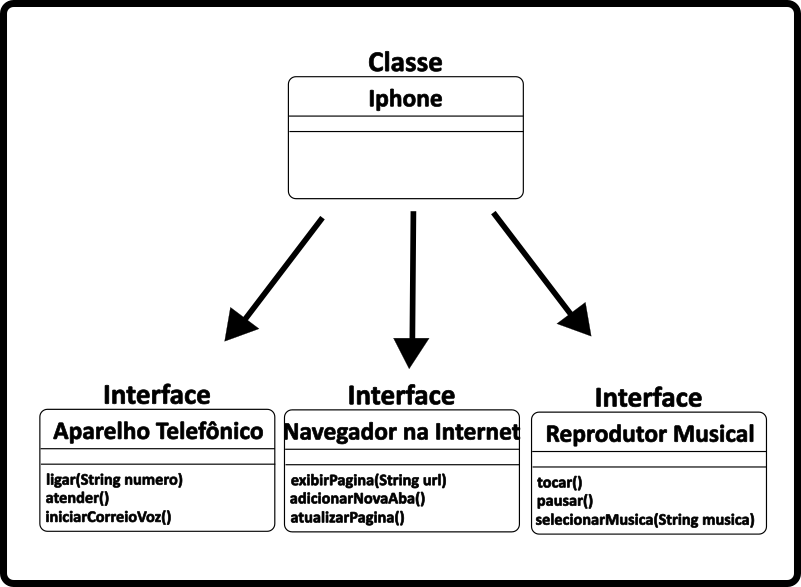 Classe
Iphone
Interface
Aparelho Telefônico
ligar(String numero)
atender()
iniciarCorreioVoz()
Interface
Navegador na Internet
exibirPagina(String url)
adicionarNovaAba()
atualizarPagina()
Interface
Reprodutor Musical
tocar()
pausar()
selecionarMusica(String musica)